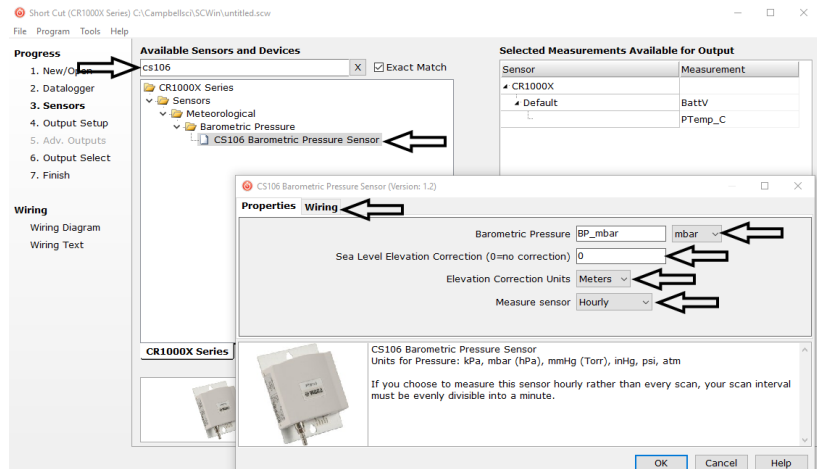 Short Cut (CR1000X Series) C:\Campbellsci\SCWin\untitled.scw
File Program Tools Help
Progress
1. New/Open
2. Datalogger
3. Sensors
4. Output Setup
5. Adv. Outputs
6. Output Select
7. Finish
Wiring
Wiring Diagram
Wiring Text
Available Sensors and Devices
cs106 X Exact Match
CR1000X Series
Sensors
Meteorological
Barometric Pressure
CS106 Barometric Pressure Sensor
CR1000X Series
Selected Measurements Available for Output
Sensor Measurement
CR1000X
Default BattV
PTemp_C
CS106 Barometric Pressure Sensor (Version: 1.2)
Properties Wiring
Barometric Pressure BP_mbar mbar
Sea Level Elevation Correction (0=no correction) 0
Elevation Correction Units Meters
Measure sensor Hourly
CS106 Barometric Pressure Sensor
Units for Pressure: kPa, mbar (hPa), mmHg (Torr), inHg, psi, atm
If you choose to measure this sensor hourly rather than every scan, your scan interval
must be evenly divisible into a minute.
OK Cancel Help